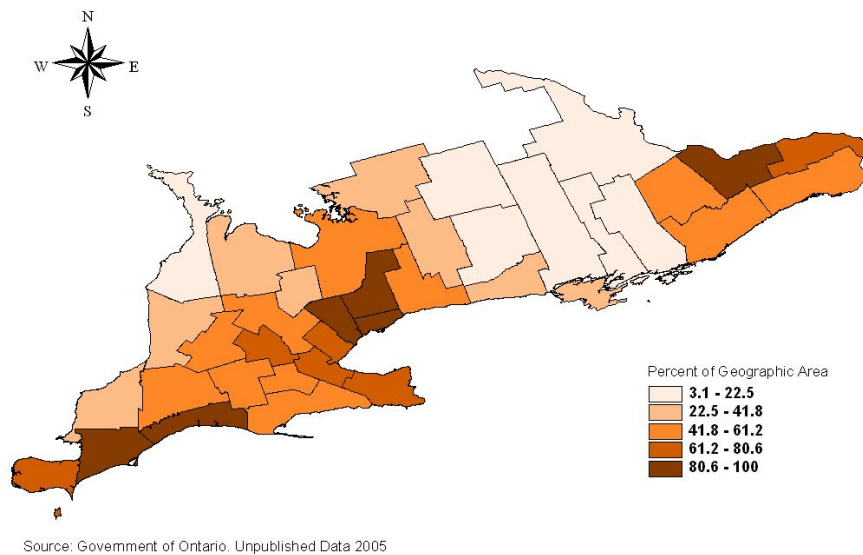 N
W E
S
Percent of Geographic Area
3.1 - 22.5
22.5 - 41.8
41.8 - 61.2
61.2 - 80.6
80.6 - 100
Source: Government of Ontario. Unpublished Data 2005